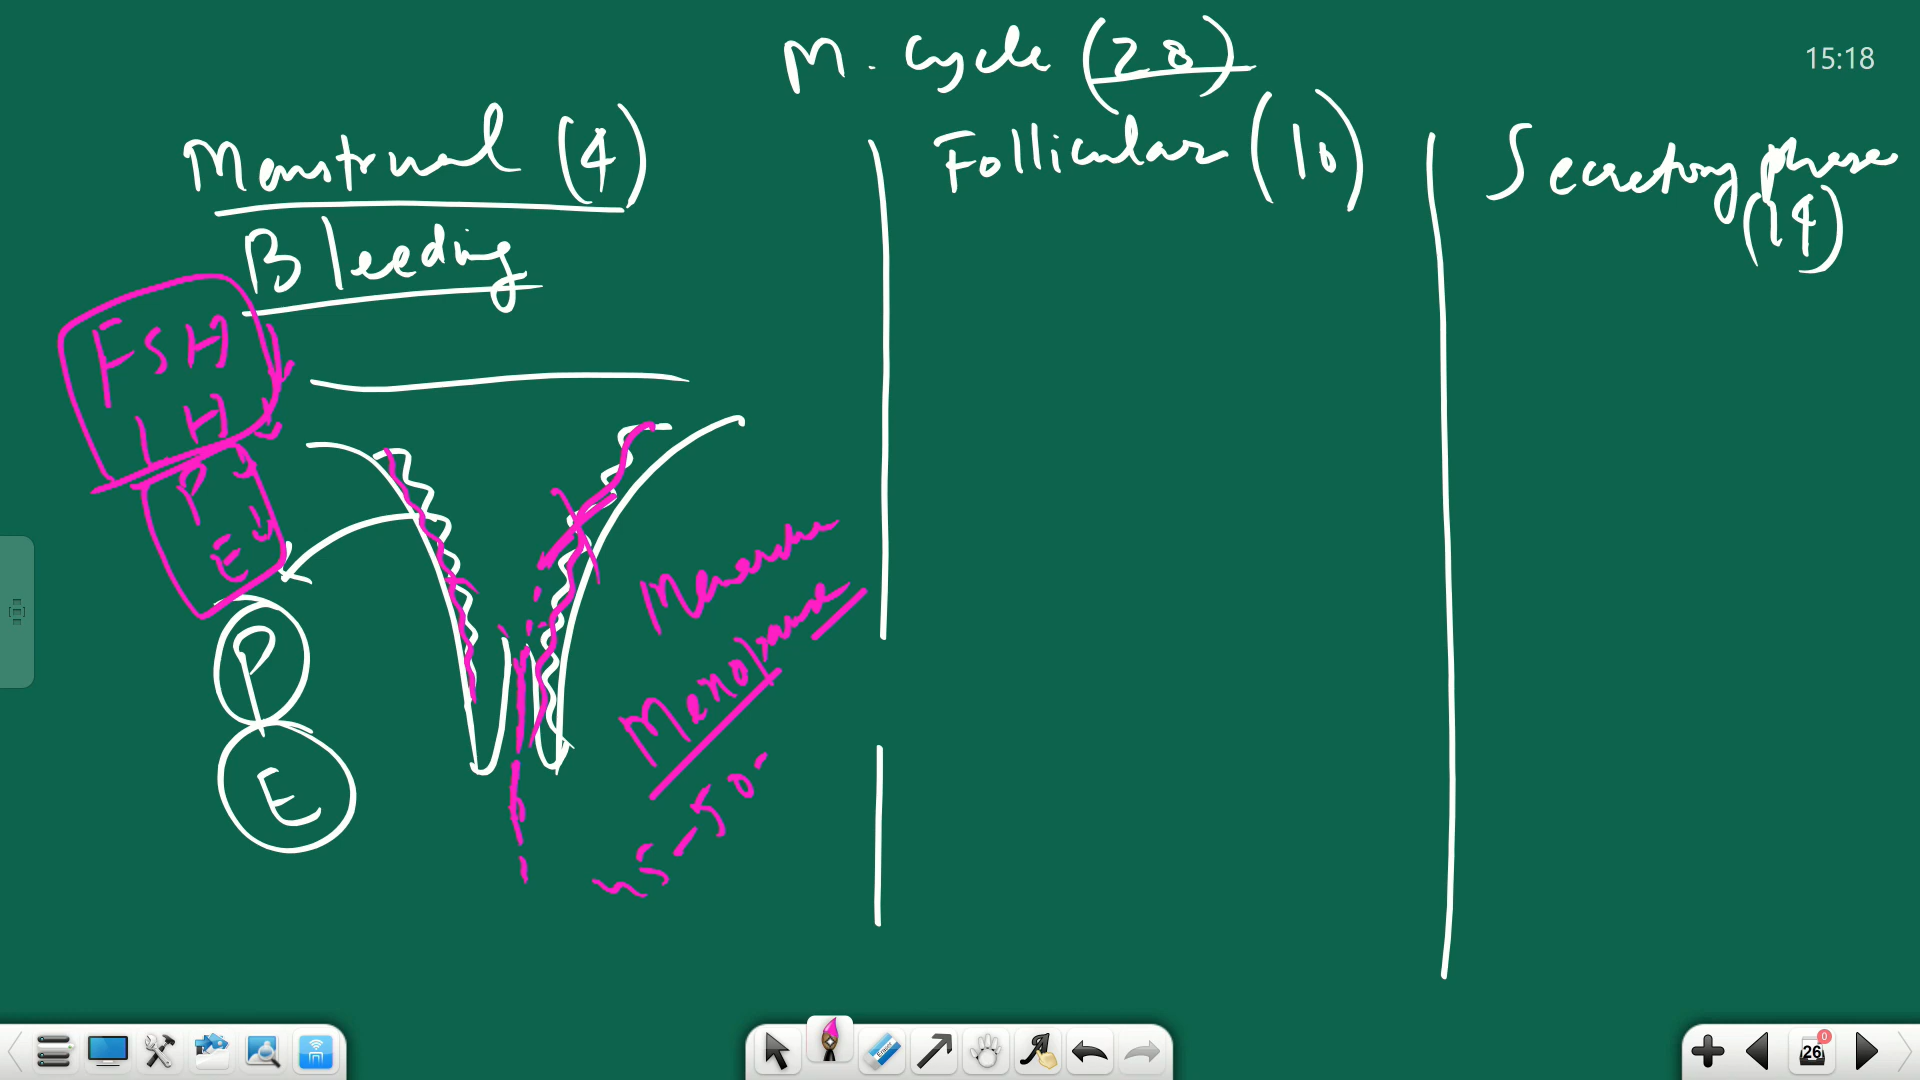 M. Cycle (28)
15:18
Menstrual (4)
Follicular (10)
Secretory phase
(14)
Bleeding
FSH
LH
P
E
P
E
Menarche
Menopause
45-50
26
0